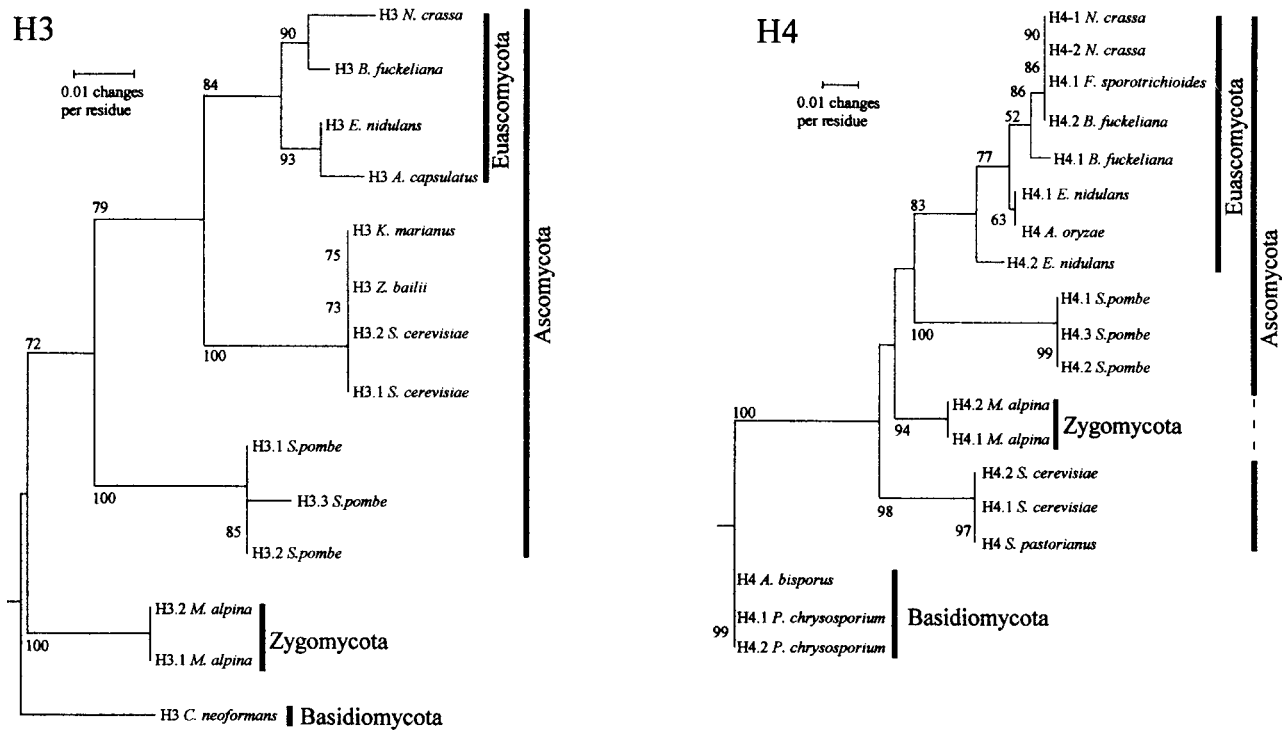 H3
0.01 changes
per residue
H3 N. crassa
90
H3 B. fuckeliana
84
H3 E. nidulans
93
H3 A. capsulatus
Euascomycota
79
H3 K. marianus
75
H3 Z. bailii
73
H3.2 S. cerevisiae
100
H3.1 S. cerevisiae
Ascomycota
72
H3.1 S.pombe
100
H3.3 S.pombe
85
H3.2 S.pombe
H3.2 M. alpina
Zygomycota
100
H3.1 M. alpina
H3 C. neoformans
Basidiomycota
H4
0.01 changes
per residue
H4-1 N. crassa
90
H4-2 N. crassa
86
H4.1 F. sporotrichioides
86
H4.2 B. fuckeliana
52
H4.1 B. fuckeliana
77
H4.1 E. nidulans
63
H4 A. oryzae
83
H4.2 E. nidulans
Euascomycota
H4.1 S.pombe
100
H4.3 S.pombe
99
H4.2 S.pombe
Ascomycota
100
H4.2 M. alpina
94
H4.1 M. alpina
Zygomycota
H4.2 S. cerevisiae
98
H4.1 S. cerevisiae
97
H4 S. pastorianus
H4 A. bisporus
H4.1 P. chrysosporium
Basidiomycota
99
H4.2 P. chrysosporium